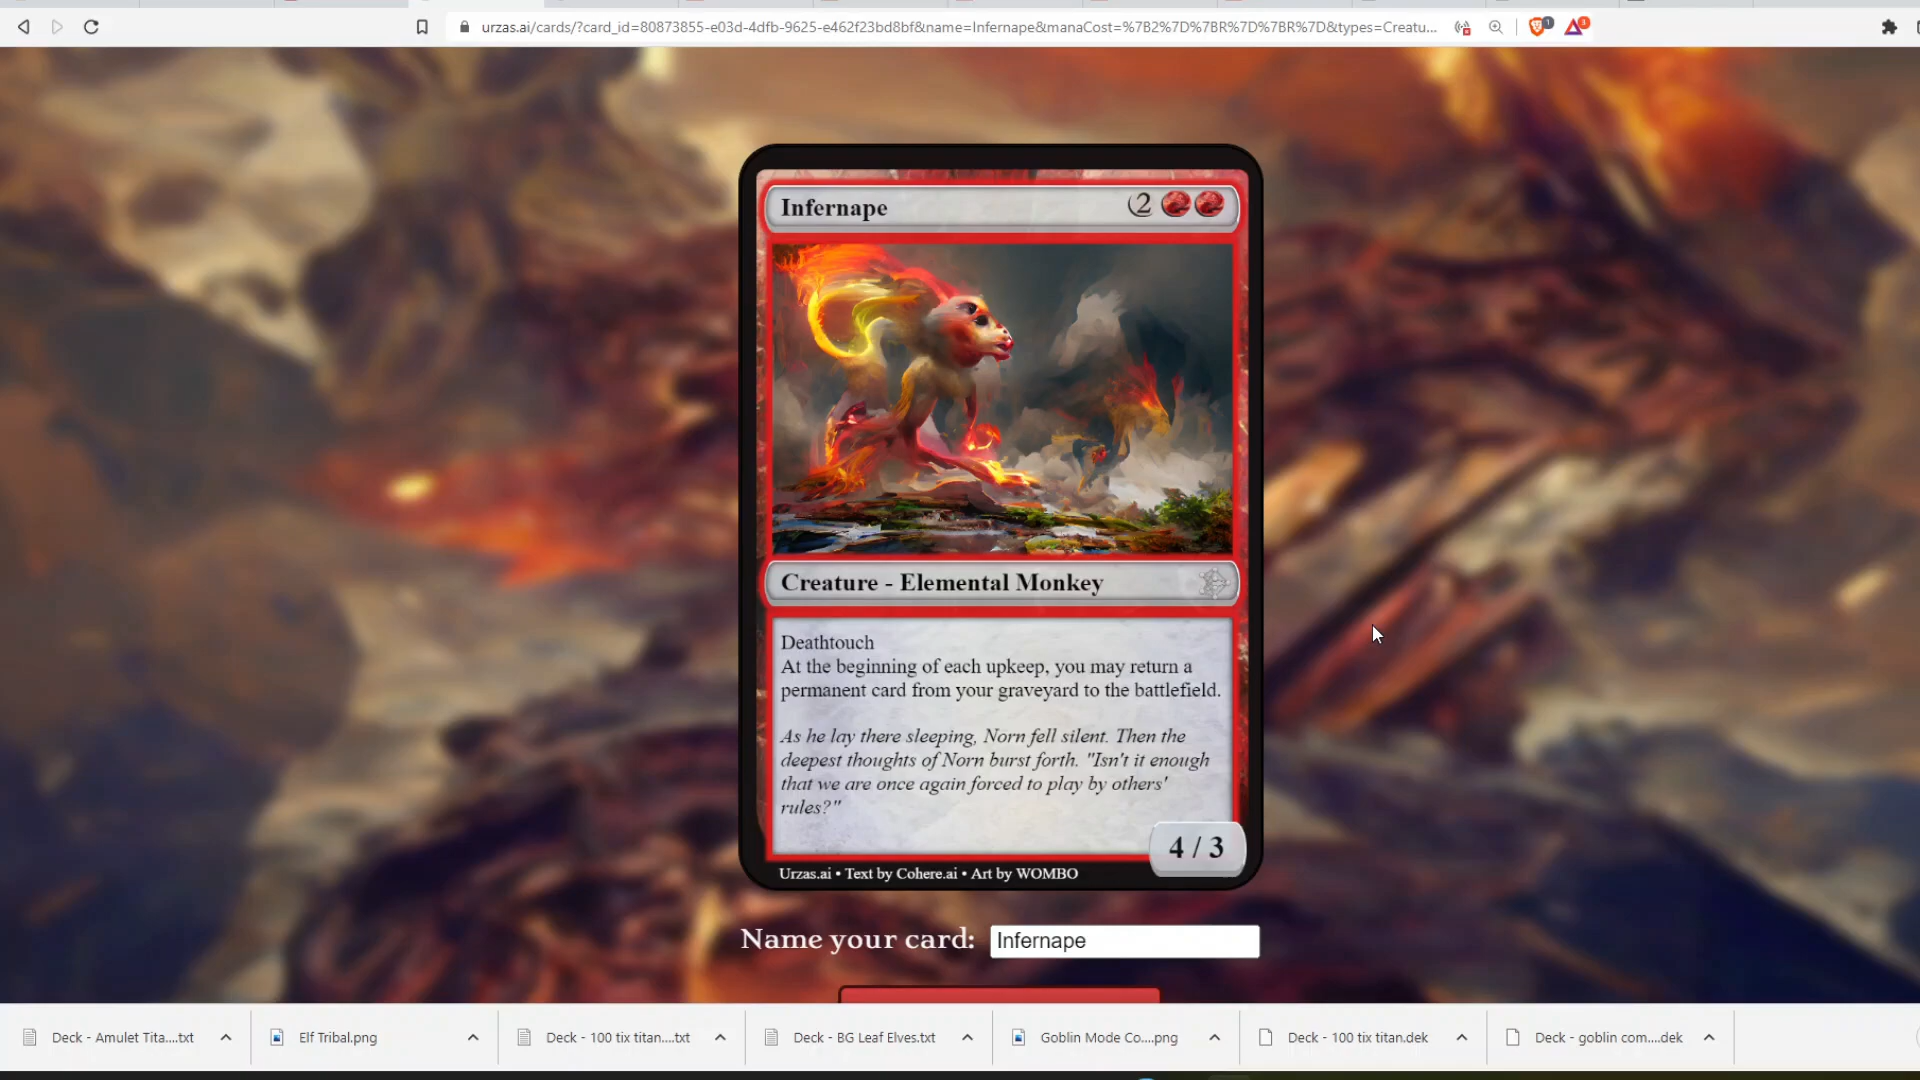 urzas.ai/cards/?card_id=80873855-e03d-4dfb-9625-e462f23bd8bf&name=Infernape&manaCost=%7B2%7D%7BR%7D%7BR%7D&types=Creatu...
1
3
Infernape
2
Creature - Elemental Monkey
Deathtouch
At the beginning of each upkeep, you may return a
permanent card from your graveyard to the battlefield.
As he lay there sleeping, Norn fell silent. Then the
deepest thoughts of Norn burst forth. "Isn't it enough
that we are once again forced to play by others'
rules?"
4 / 3
Urzas.ai • Text by Cohere.ai • Art by WOMBO
Name your card: Infernape
Deck - Amulet Tita....txt
Elf Tribal.png
Deck - 100 tix titan....txt
Deck - BG Leaf Elves.txt
Goblin Mode Co....png
Deck - 100 tix titan.dek
Deck - goblin com....dek